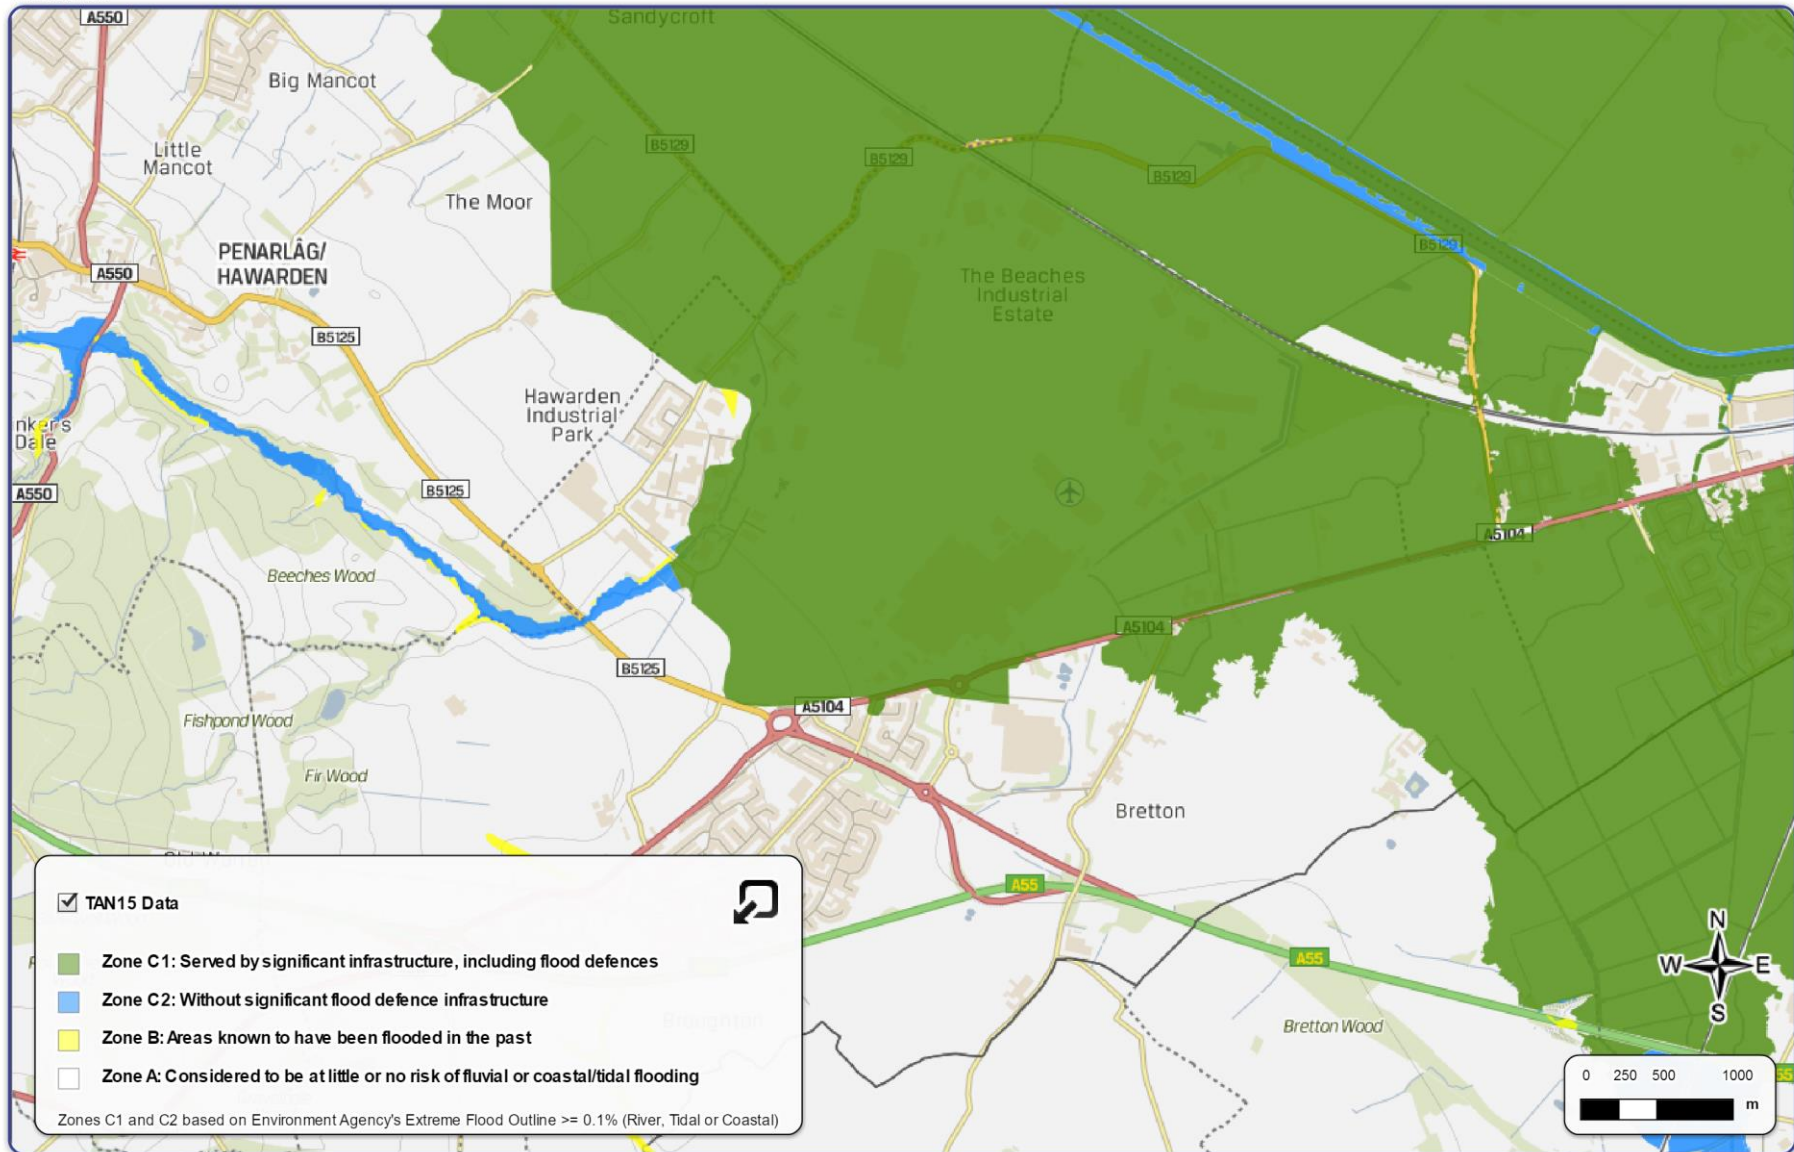 A550
Sandycroft
Big Mancot
B5129
B5129
Little
Mancot
B5129
The Moor
PENARLÂG/
HAWARDEN
B5129
A550
The Beaches
Industrial
Estate
B5125
Hawarden
Industrial
Park
nker's
Dale
A550
B5125
A5104
Beeches Wood
A5104
B5125
A5104
Fishpond Wood
Fir Wood
Bretton
A55
TAN15 Data
Zone C1: Served by significant infrastructure, including flood defences
Zone C2: Without significant flood defence infrastructure
Zone B: Areas known to have been flooded in the past
Zone A: Considered to be at little or no risk of fluvial or coastal/tidal flooding
Zones C1 and C2 based on Environment Agency's Extreme Flood Outline >= 0.1% (River, Tidal or Coastal)
A55
N
W E
S
Broughton
Bretton Wood
55
0 250 500 1000
m